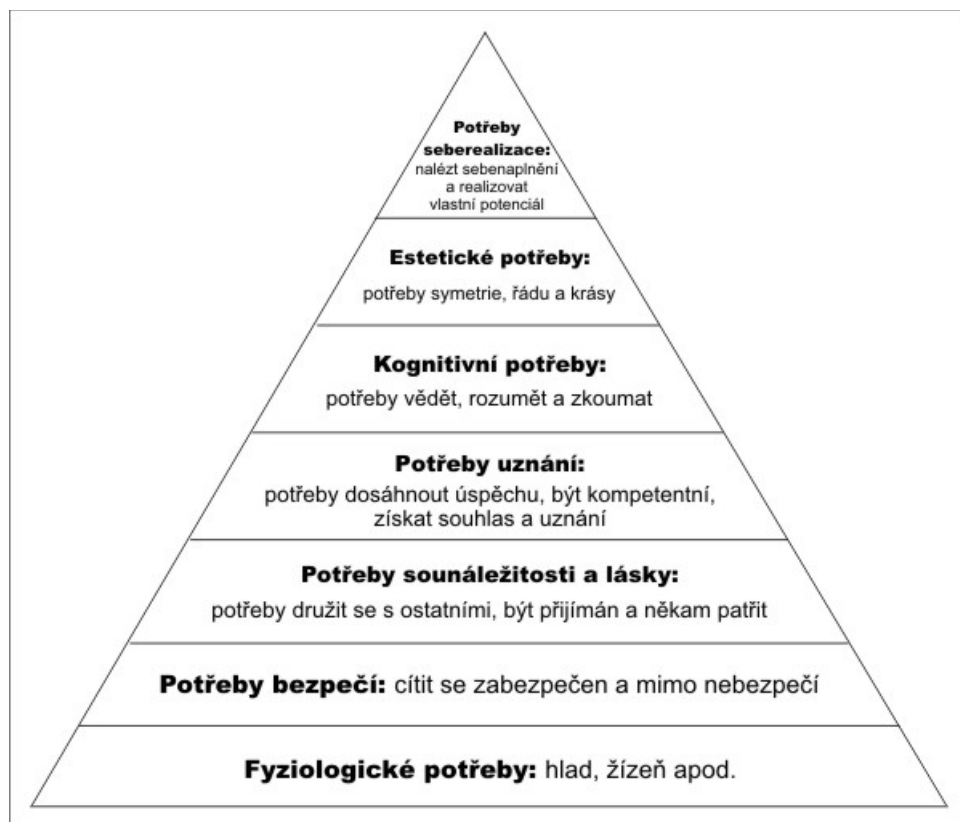 Potřeby
seberealizace:
nalézt sebenaplnění
a realizovat
vlastní potenciál
Estetické potřeby:
potřeby symetrie, řádu a krásy
Kognitivní potřeby:
potřeby vědět, rozumět a zkoumat
Potřeby uznání:
potřeby dosáhnout úspěchu, být kompetentní,
získat souhlas a uznání
Potřeby sounáležitosti a lásky:
potřeby družit se s ostatními, být přijímán a někam patřit
Potřeby bezpečí: cítit se zabezpečen a mimo nebezpečí
Fyziologické potřeby: hlad, žízeň apod.